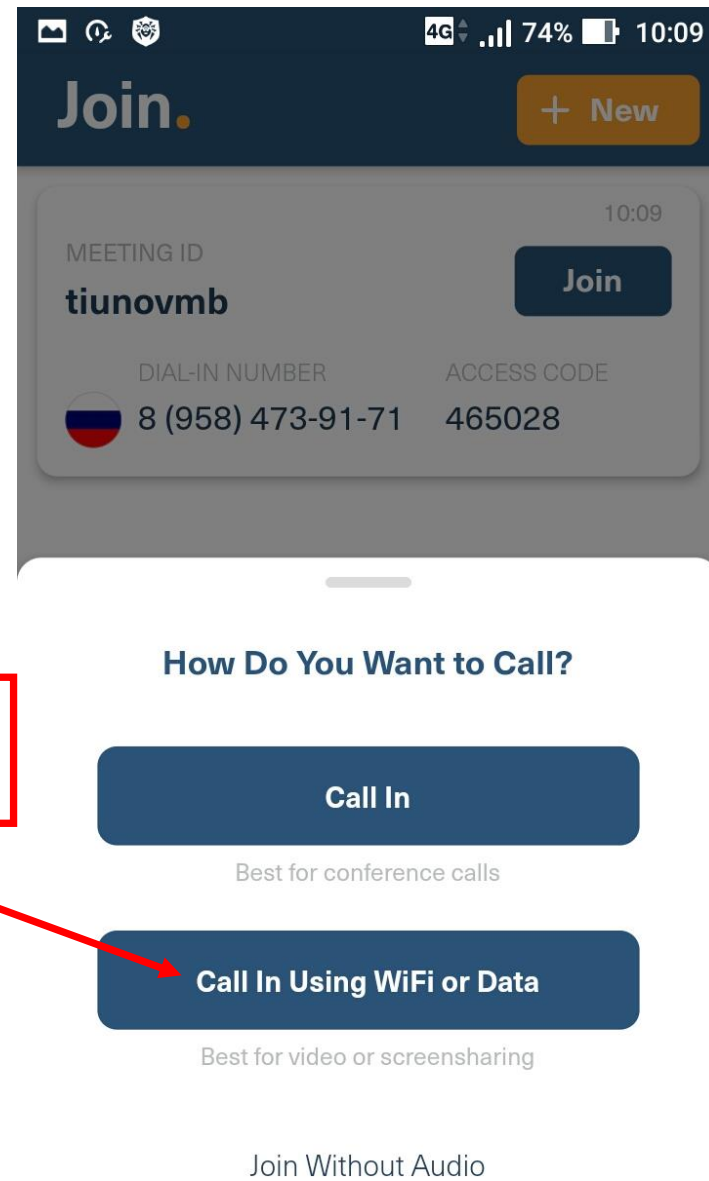 4G 74% 10:09
Join. + New
10:09
MEETING ID
tiunovmb
Join
DIAL-IN NUMBER ACCESS CODE
8 (958) 473-91-71 465028
How Do You Want to Call?
Call In
Best for conference calls
Call In Using WiFi or Data
Best for video or screensharing
Join Without Audio